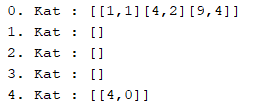 0. Kat : [[1,1][4,2][9,4]]
1. Kat : []
2. Kat : []
3. Kat : []
4. Kat : [[4,0]]